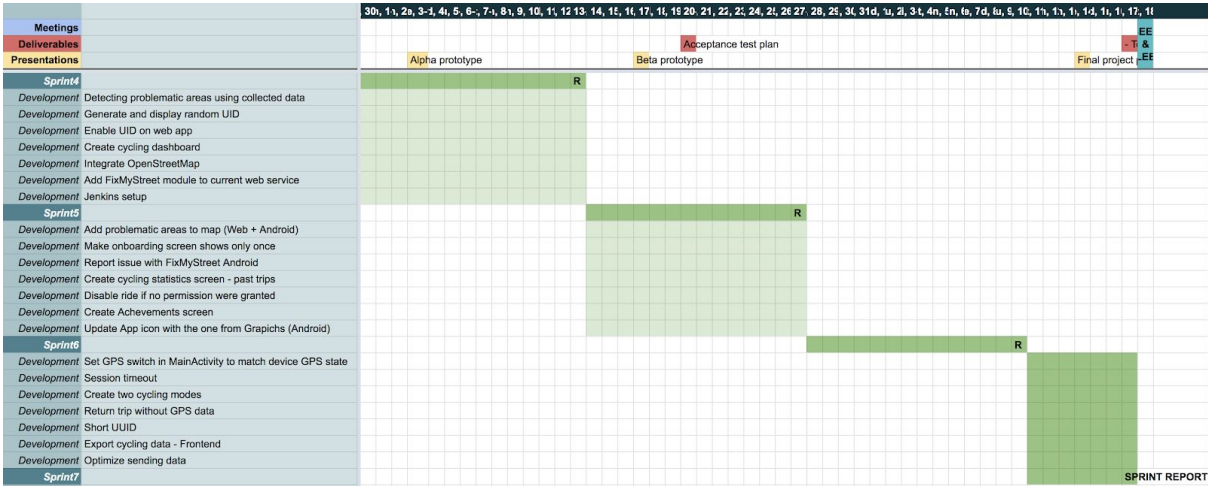 Meetings
EE
Deliverables
Acceptance test plan
&
Presentations
Alpha prototype
Beta prototype
Final project
Sprint4
R
Development Detecting problematic areas using collected data
Development Generate and display random UID
Development Enable UID on web app
Development Create cycling dashboard
Development Integrate OpenStreetMap
Development Add FixMyStreet module to current web service
Development Jenkins setup
Sprint5
R
Development Add problematic areas to map (Web + Android)
Development Make onboarding screen shows only once
Development Report issue with FixMyStreet Android
Development Create cycling statistics screen - past trips
Development Disable ride if no permission were granted
Development Create Achevements screen
Development Update App icon with the one from Grapichs (Android)
Sprint6
R
Development Set GPS switch in MainActivity to match device GPS state
Development Session timeout
Development Create two cycling modes
Development Return trip without GPS data
Development Short UUID
Development Export cycling data - Frontend
Development Optimize sending data
Sprint7
SPRINT REPORT